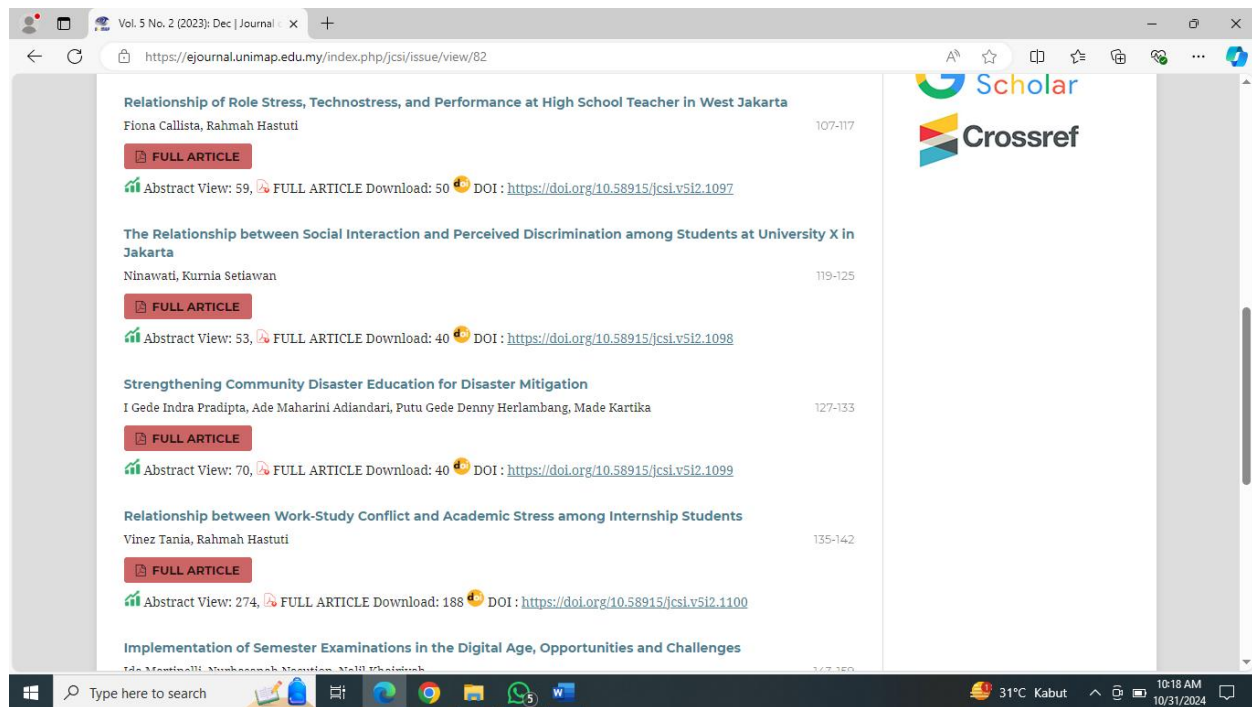 Vol. 5 No. 2 (2023): Dec | Journal
https://ejournal.unimap.edu.my/index.php/jcsi/issue/view/82
Scholar
Crossref
Relationship of Role Stress, Technostress, and Performance at High School Teacher in West Jakarta
Fiona Callista, Rahmah Hastuti 107-117
FULL ARTICLE
Abstract View: 59, FULL ARTICLE Download: 50 doi DOI : https://doi.org/10.58915/jcsi.v5i2.1097
The Relationship between Social Interaction and Perceived Discrimination among Students at University X in
Jakarta
Ninawati, Kurnia Setiawan 119-125
FULL ARTICLE
Abstract View: 53, FULL ARTICLE Download: 40 doi DOI : https://doi.org/10.58915/jcsi.v5i2.1098
Strengthening Community Disaster Education for Disaster Mitigation
I Gede Indra Pradipta, Ade Maharini Adiandari, Putu Gede Denny Herlambang, Made Kartika 127-133
FULL ARTICLE
Abstract View: 70, FULL ARTICLE Download: 40 doi DOI : https://doi.org/10.58915/jcsi.v5i2.1099
Relationship between Work-Study Conflict and Academic Stress among Internship Students
Vinez Tania, Rahmah Hastuti 135-142
FULL ARTICLE
Abstract View: 274, FULL ARTICLE Download: 188 doi DOI : https://doi.org/10.58915/jcsi.v5i2.1100
Implementation of Semester Examinations in the Digital Age, Opportunities and Challenges
Type here to search
5
31°C Kabut
10:18 AM
10/31/2024